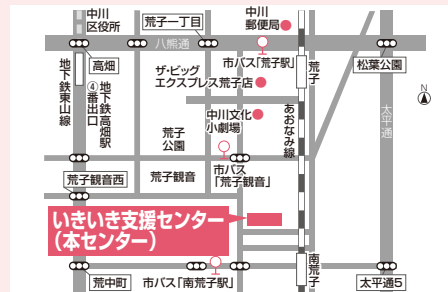 中川
区役所
荒子一丁目
中川
郵便局
八熊通
高畑
市バス「荒子駅」
松葉公園
地下鉄東山線
地下鉄高畑駅
④番出口
ザ・ビッグ
エクスプレス荒子店
荒子
あおなみ線
太平通
N
中川文化
小劇場
荒子
公園
荒子観音西
荒子観音
市バス
「荒子観音」
いきいき支援センター
（本センター）
南荒子
荒中町
市バス「南荒子駅」
太平通5